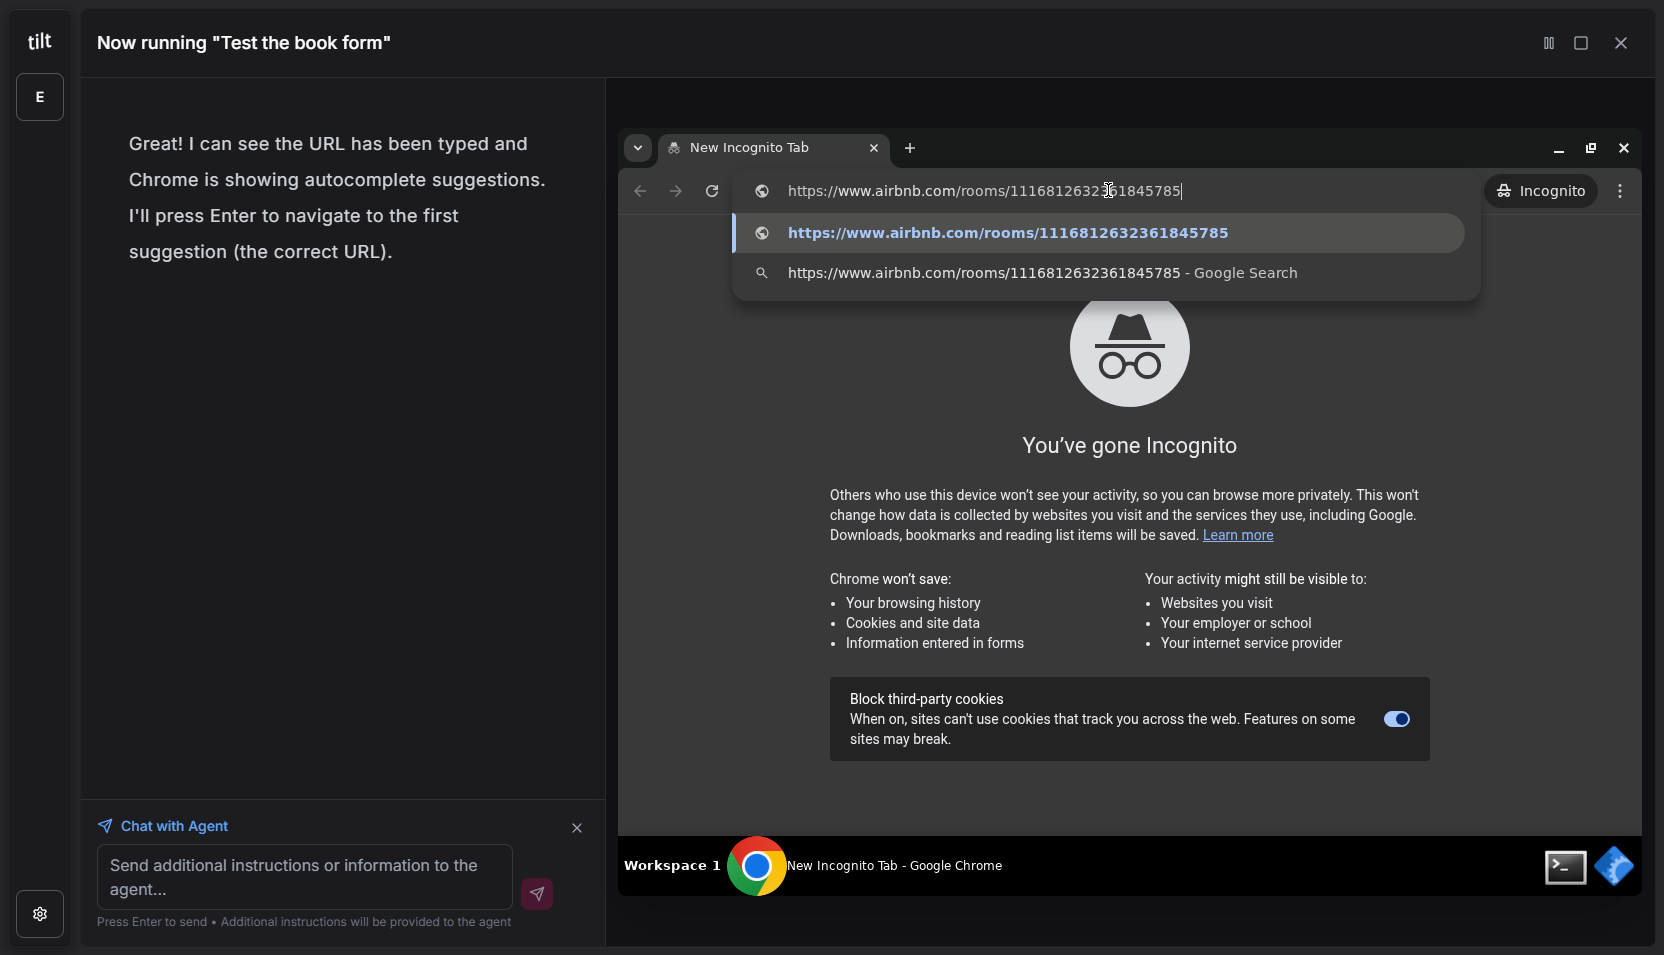 tilt
E
Now running "Test the book form"
Great! I can see the URL has been typed and
Chrome is showing autocomplete suggestions.
I'll press Enter to navigate to the first
suggestion (the correct URL).
Chat with Agent
Send additional instructions or information to the
agent...
Press Enter to send • Additional instructions will be provided to the agent
New Incognito Tab
https://www.airbnb.com/rooms/1116812632361845785
Incognito
https://www.airbnb.com/rooms/1116812632361845785
https://www.airbnb.com/rooms/1116812632361845785 - Google Search
You've gone Incognito
Others who use this device won't see your activity, so you can browse more privately. This won't
change how data is collected by websites you visit and the services they use, including Google.
Downloads, bookmarks and reading list items will be saved. Learn more
Chrome won't save:
• Your browsing history
• Cookies and site data
• Information entered in forms
Your activity might still be visible to:
• Websites you visit
• Your employer or school
• Your internet service provider
Block third-party cookies
When on, sites can't use cookies that track you across the web. Features on some
sites may break.
Workspace 1
New Incognito Tab - Google Chrome